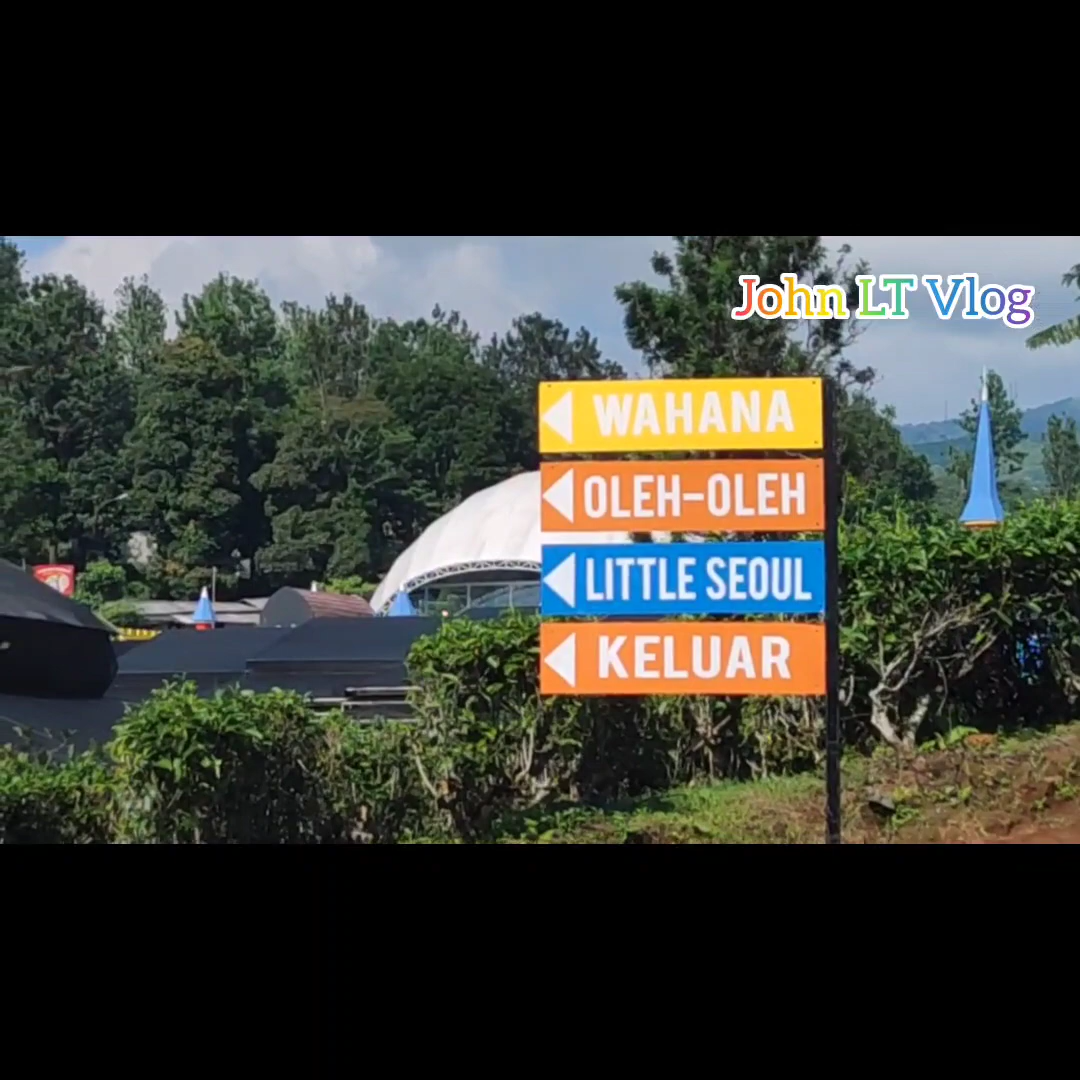 John LT Vlog
WAHANA
OLEH-OLEH
LITTLE SEOUL
KELUAR